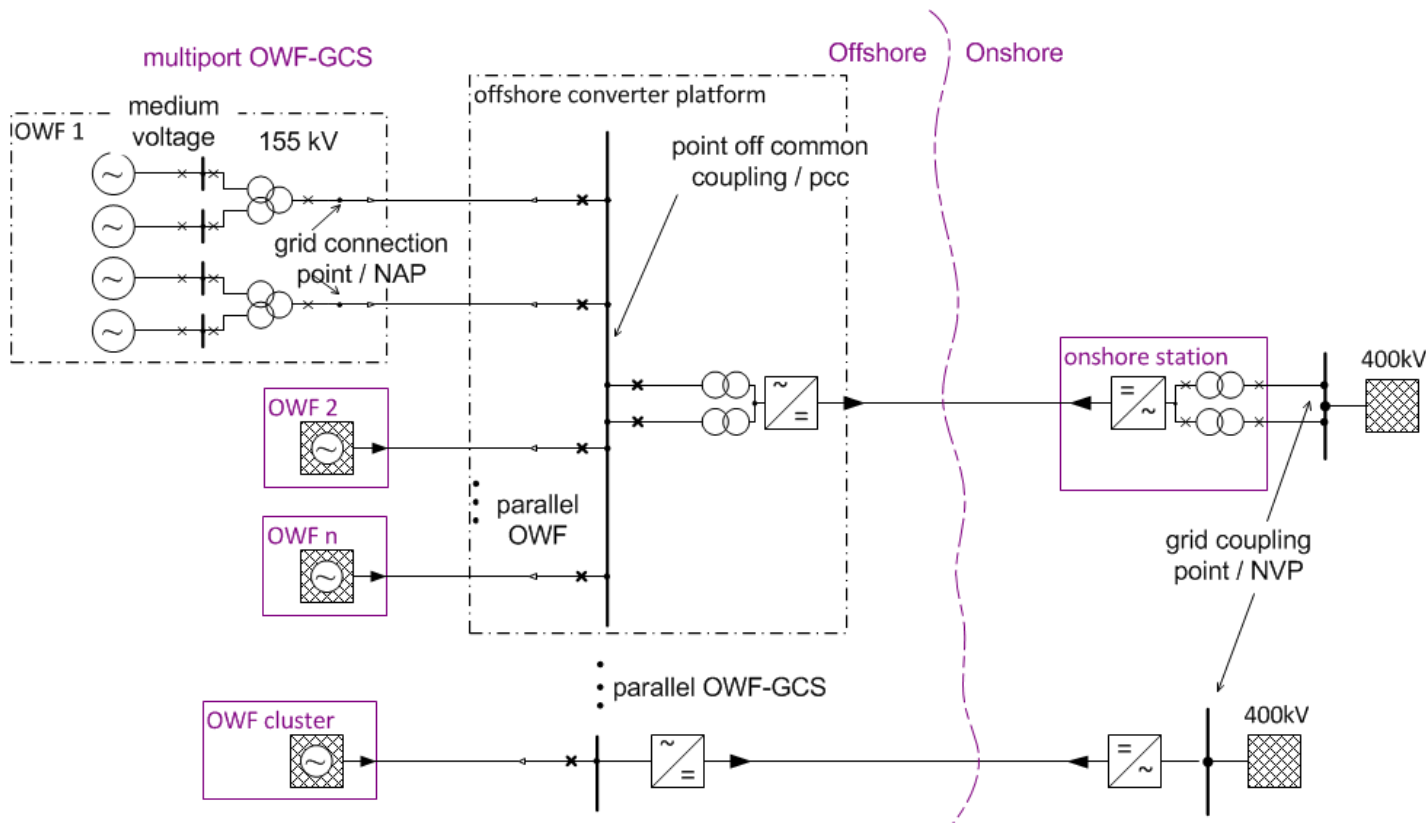 multiport OWF-GCS
Offshore
Onshore
medium
voltage
offshore converter platform
OWF 1
155 kV
point off common
coupling / pcc
grid connection
point / NAP
onshore station
400kV
OWF 2
parallel
OWF
OWF n
grid coupling
point / NVP
parallel OWF-GCS
OWF cluster
400kV